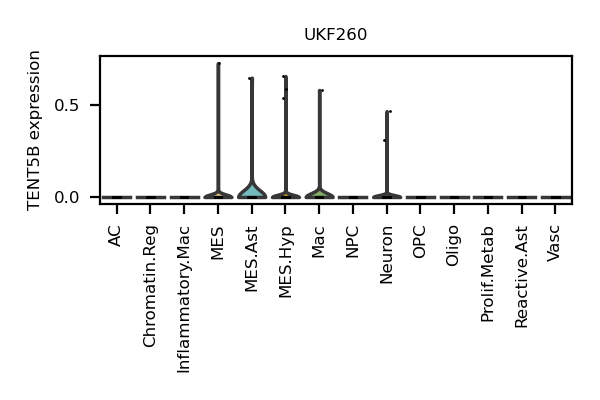 UKF260
TENT5B expression
0.5
0.0
AC
Chromatin.Reg
Inflammatory.Mac
MES
MES.Ast
MES.Hyp
Mac
NPC
Neuron
OPC
Oligo
Prolif.Metab
Reactive.Ast
Vasc